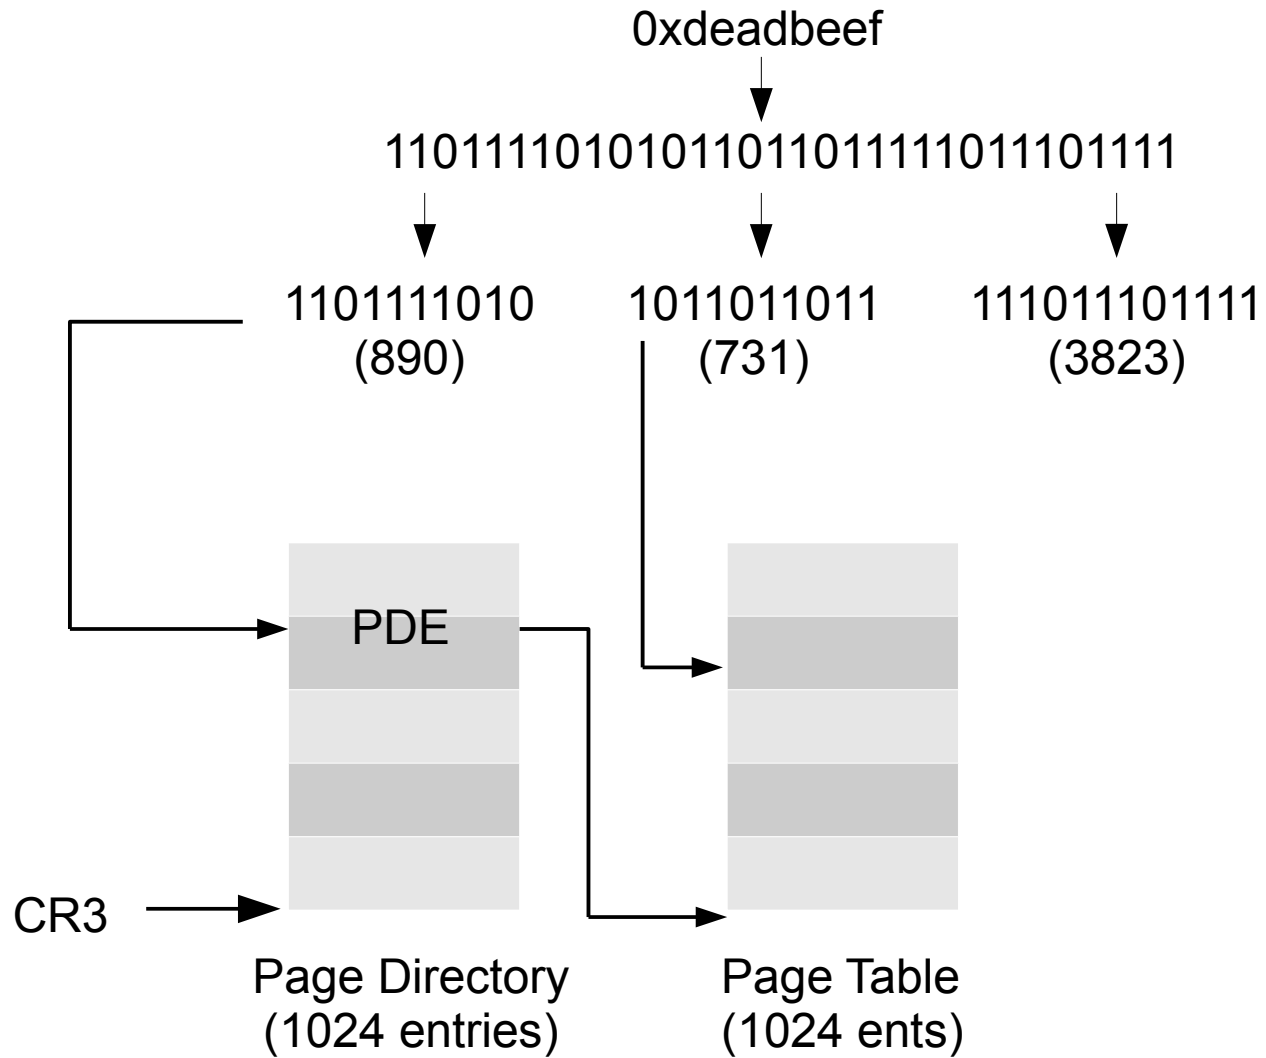 0xdeadbeef
11011110101011011011111011101111
1101111010 1011011011 111011101111
(890) (731) (3823)
PDE
CR3
Page Directory Page Table
(1024 entries) (1024 ents)